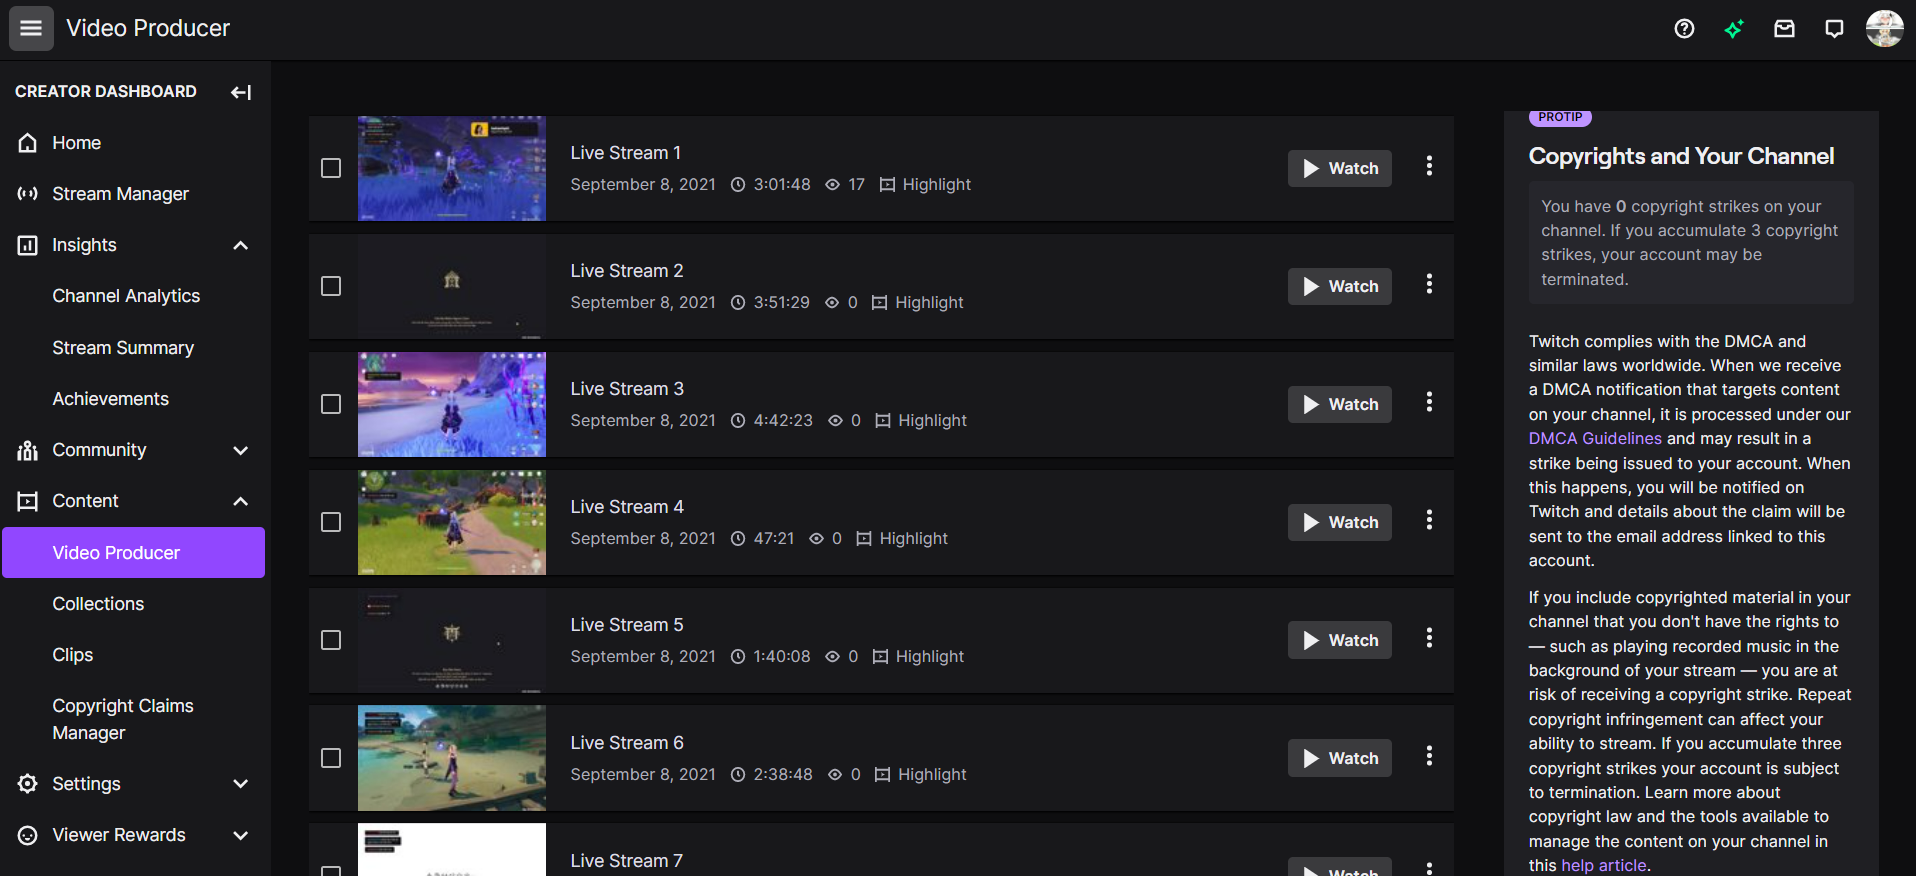 Video Producer
CREATOR DASHBOARD
Home
Stream Manager
Insights
Channel Analytics
Stream Summary
Achievements
Community
Content
Video Producer
Collections
Clips
Copyright Claims
Manager
Settings
Viewer Rewards
Live Stream 1
September 8, 2021 3:01:48 17 Highlight
Watch
Live Stream 2
September 8, 2021 3:51:29 0 Highlight
Watch
Live Stream 3
September 8, 2021 4:42:23 0 Highlight
Watch
Live Stream 4
September 8, 2021 47:21 0 Highlight
Watch
Live Stream 5
September 8, 2021 1:40:08 0 Highlight
Watch
Live Stream 6
September 8, 2021 2:38:48 0 Highlight
Watch
Live Stream 7
Watch
PROTIP
Copyrights and Your Channel
You have 0 copyright strikes on your
channel. If you accumulate 3 copyright
strikes, your account may be
terminated.
Twitch complies with the DMCA and
similar laws worldwide. When we receive
a DMCA notification that targets content
on your channel, it is processed under our
DMCA Guidelines and may result in a
strike being issued to your account. When
this happens, you will be notified on
Twitch and details about the claim will be
sent to the email address linked to this
account.
If you include copyrighted material in your
channel that you don't have the rights to
— such as playing recorded music in the
background of your stream — you are at
risk of receiving a copyright strike. Repeat
copyright infringement can affect your
ability to stream. If you accumulate three
copyright strikes your account is subject
to termination. Learn more about
copyright law and the tools available to
manage the content on your channel in
this help article.